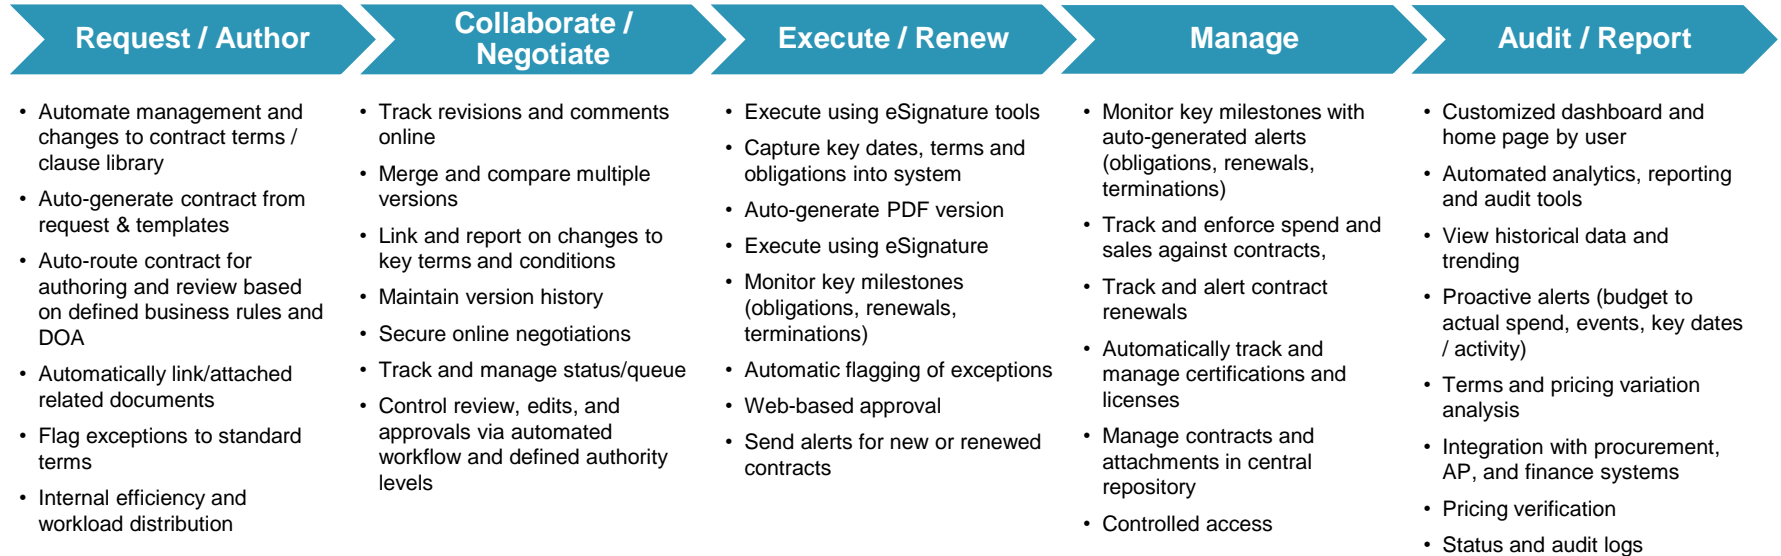 Request / Author
Collaborate /
Negotiate
Execute / Renew
Manage
Audit / Report
• Automate management and
changes to contract terms /
clause library
• Auto-generate contract from
request & templates
• Auto-route contract for
authoring and review based
on defined business rules and
DOA
• Automatically link/attached
related documents
• Flag exceptions to standard
terms
• Internal efficiency and
workload distribution
• Track revisions and comments
online
• Merge and compare multiple
versions
• Link and report on changes to
key terms and conditions
• Maintain version history
• Secure online negotiations
• Track and manage status/queue
• Control review, edits, and
approvals via automated
workflow and defined authority
levels
• Execute using eSignature tools
• Capture key dates, terms and
obligations into system
• Auto-generate PDF version
• Execute using eSignature
• Monitor key milestones
(obligations, renewals,
terminations)
• Automatic flagging of exceptions
• Web-based approval
• Send alerts for new or renewed
contracts
• Monitor key milestones with
auto-generated alerts
(obligations, renewals,
terminations)
• Track and enforce spend and
sales against contracts,
• Track and alert contract
renewals
• Automatically track and
manage certifications and
licenses
• Manage contracts and
attachments in central
repository
• Controlled access
• Customized dashboard and
home page by user
• Automated analytics, reporting
and audit tools
• View historical data and
trending
• Proactive alerts (budget to
actual spend, events, key dates
/ activity)
• Terms and pricing variation
analysis
• Integration with procurement,
AP, and finance systems
• Pricing verification
• Status and audit logs